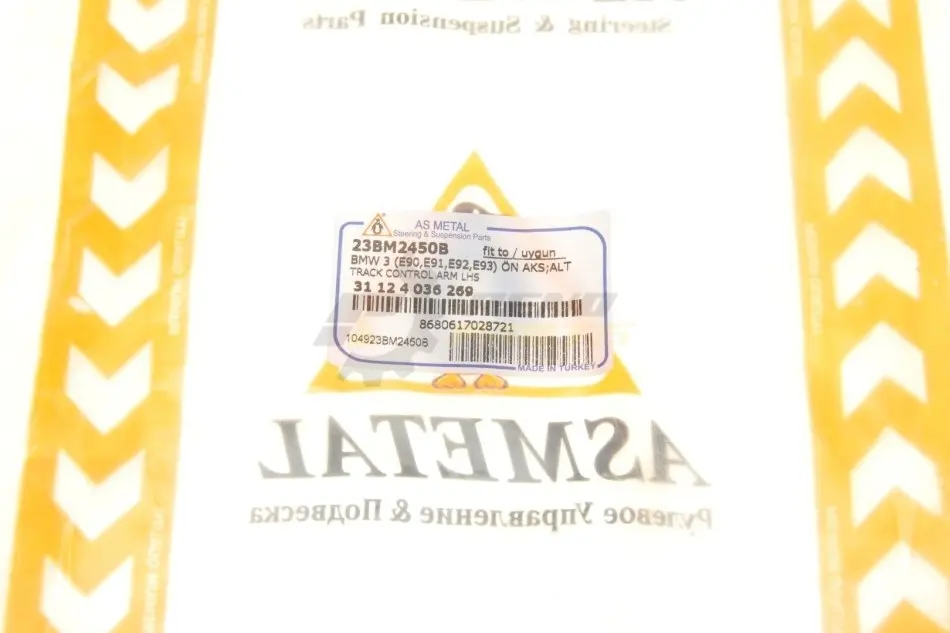 Steering & Suspension Parts
AS METAL
Steering & Suspension Parts
23BM2450B fit to / uygun
BMW 3 (E90,E91,E92,E93) ÖN AKS;ALT
TRACK CONTROL ARM LHS
31 12 4 036 269
8680617028721
104923BM2450B
MADE IN TURKEY
ASMETAL
Рулевое Управление & Подвеска